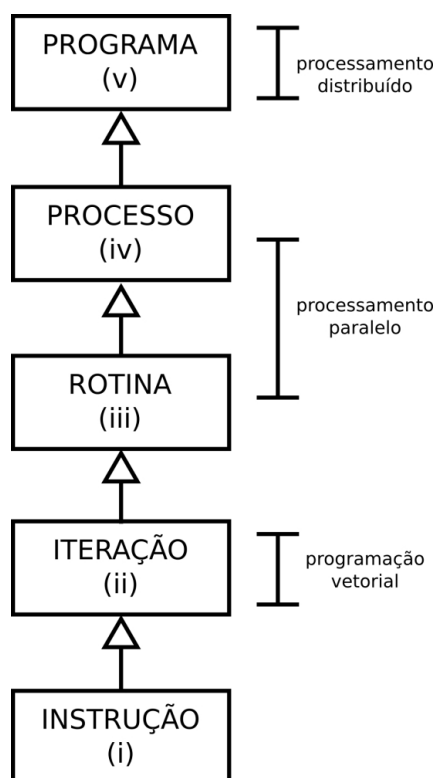 PROGRAMA
(v)
processamento
distribuído
PROCESSO
(iv)
processamento
paralelo
ROTINA
(iii)
ITERAÇÃO
(ii)
programação
vetorial
INSTRUÇÃO
(i)